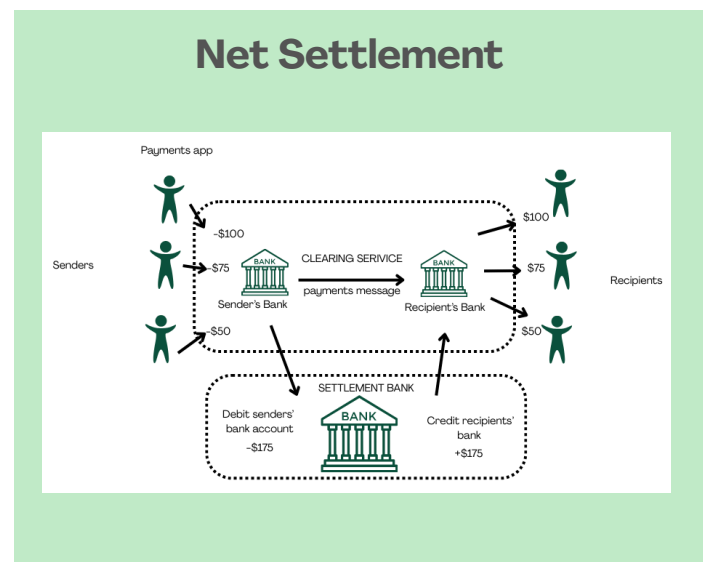 Net Settlement
Payments app
Senders
-$100
-$75
-$50
BANK
Sender's Bank
CLEARING SERVICE
payments message
BANK
Recipient's Bank
$100
$75
$50
Recipients
SETTLEMENT BANK
Debit senders'
bank account
-$175
BANK
Credit recipients'
bank
+$175